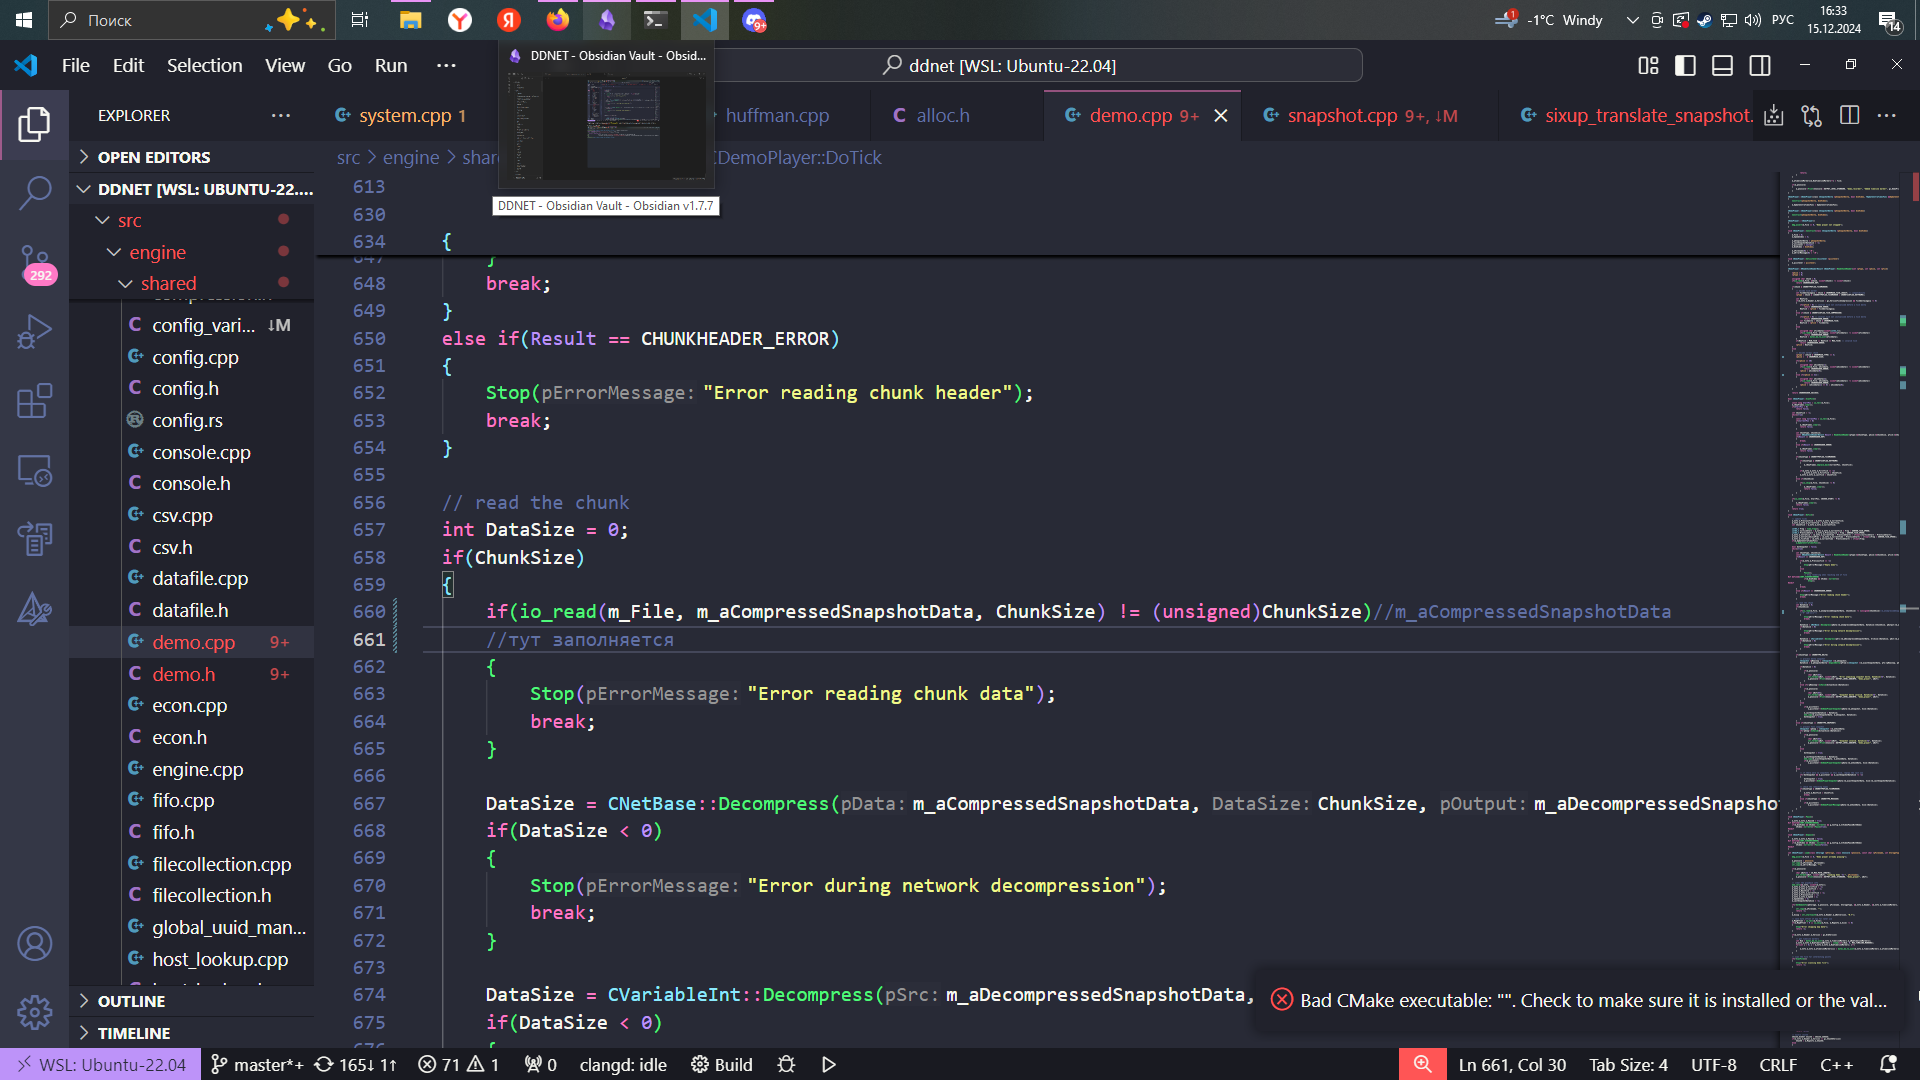 Поиск
9+
1
-1°C Windy
РУС
16:33
15.12.2024
14
File Edit Selection View Go Run ···
DDNET - Obsidian Vault - Obsid...
ddnet [WSL: Ubuntu-22.04]
EXPLORER
system.cpp 1
huffman.cpp
alloc.h
demo.cpp 9+
snapshot.cpp 9+, ↓M
sixup_translate_snapshot.
OPEN EDITORS
src > engine > shar
CDemoPlayer::DoTick
DDNET [WSL: UBUNTU-22....
DDNET - Obsidian Vault - Obsidian v1.7.7
src
engine
shared
292
config_vari... ↓M
config.cpp
config.h
config.rs
console.cpp
console.h
csv.cpp
csv.h
datafile.cpp
datafile.h
demo.cpp 9+
demo.h 9+
econ.cpp
econ.h
engine.cpp
fifo.cpp
fifo.h
filecollection.cpp
filecollection.h
global_uuid_man...
host_lookup.cpp
OUTLINE
TIMELINE
613
630
634 {
647 }
648 break;
649 }
650 else if(Result == CHUNKHEADER_ERROR)
651 {
652 Stop(pErrorMessage: "Error reading chunk header");
653 break;
654 }
655
656 // read the chunk
657 int DataSize = 0;
658 if(ChunkSize)
659 {
660 if(io_read(m_File, m_aCompressedSnapshotData, ChunkSize) != (unsigned)ChunkSize)//m_aCompressedSnapshotData
661 //тут заполняется
662 {
663 Stop(pErrorMessage: "Error reading chunk data");
664 break;
665 }
666
667 DataSize = CNetBase::Decompress(pData: m_aCompressedSnapshotData, DataSize: ChunkSize, pOutput: m_aDecompressedSnapsho
668 if(DataSize < 0)
669 {
670 Stop(pErrorMessage: "Error during network decompression");
671 break;
672 }
673
674 DataSize = CVariableInt::Decompress(pSrc: m_aDecompressedSnapshotData,
675 if(DataSize < 0)
676 {
Bad CMake executable: "". Check to make sure it is installed or the val...
WSL: Ubuntu-22.04 master*+ 165↓ 1↑ 71 1 0 clangd: idle Build
Ln 661, Col 30 Tab Size: 4 UTF-8 CRLF C++